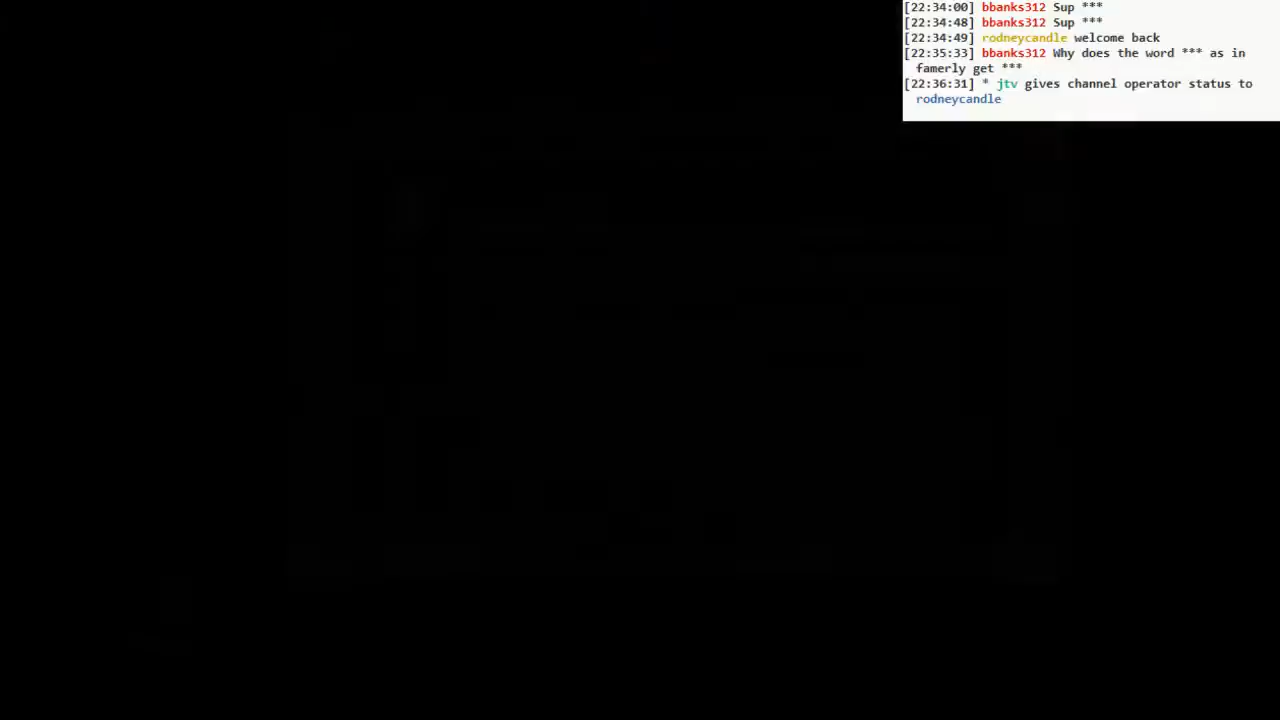 [22:34:00] bbanks312 Sup ***
[22:34:48] bbanks312 Sup ***
[22:34:49] rodneycandle welcome back
[22:35:33] bbanks312 Why does the word *** as in
famerly get ***
[22:36:31] * jtv gives channel operator status to
rodneycandle